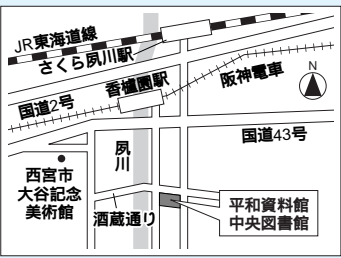 JR東海道線
さくら夙川駅
香櫨園駅
阪神電車
N
国道2号
国道43号
夙川
西宮市
大谷記念
美術館
酒蔵通り
平和資料館
中央図書館